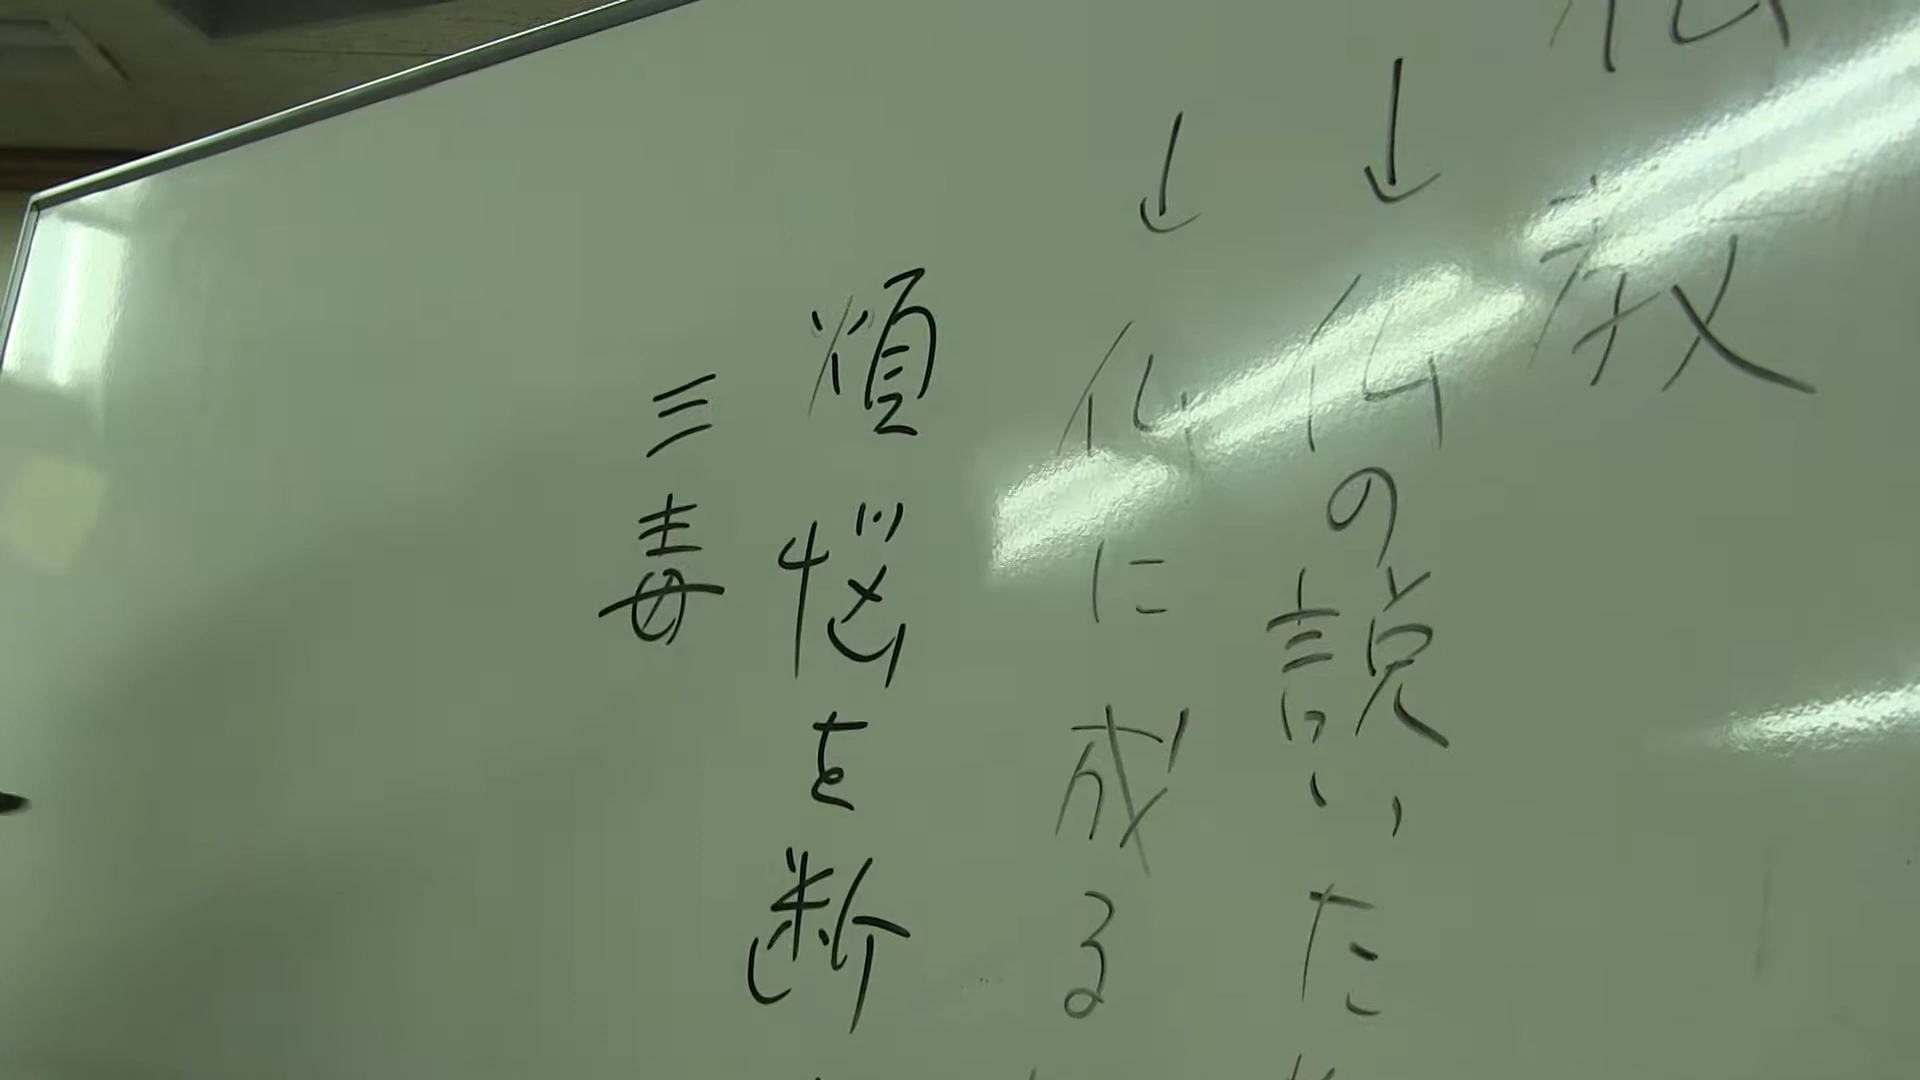 仏教
↓仏の説いた
↓仏に成る
煩悩を断
三毒